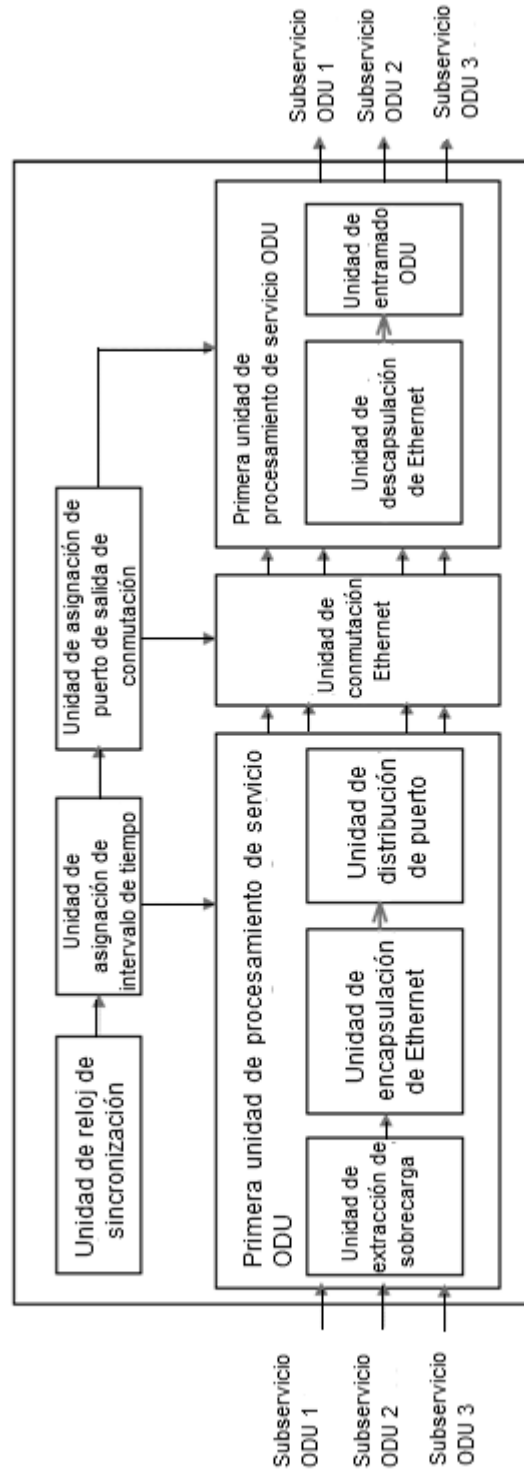 Subservicio
ODU 1
Subservicio
ODU 2
Subservicio
ODU 3
Unidad de reloj de
sincronización
Unidad de
asignación de
intervalo de tiempo
Unidad de asignación de
puerto de salida de
conmutación
Primera unidad de procesamiento de servicio
ODU
Unidad de
extracción de
sobrecarga
Unidad de
encapsulación
de Ethernet
Unidad de
distribución
de puerto
Unidad de
conmutación
Ethernet
Primera unidad de
procesamiento de servicio ODU
Unidad de
descapsulación
de Ethernet
Unidad de
entramado
ODU
Subservicio
ODU 1
Subservicio
ODU 2
Subservicio
ODU 3